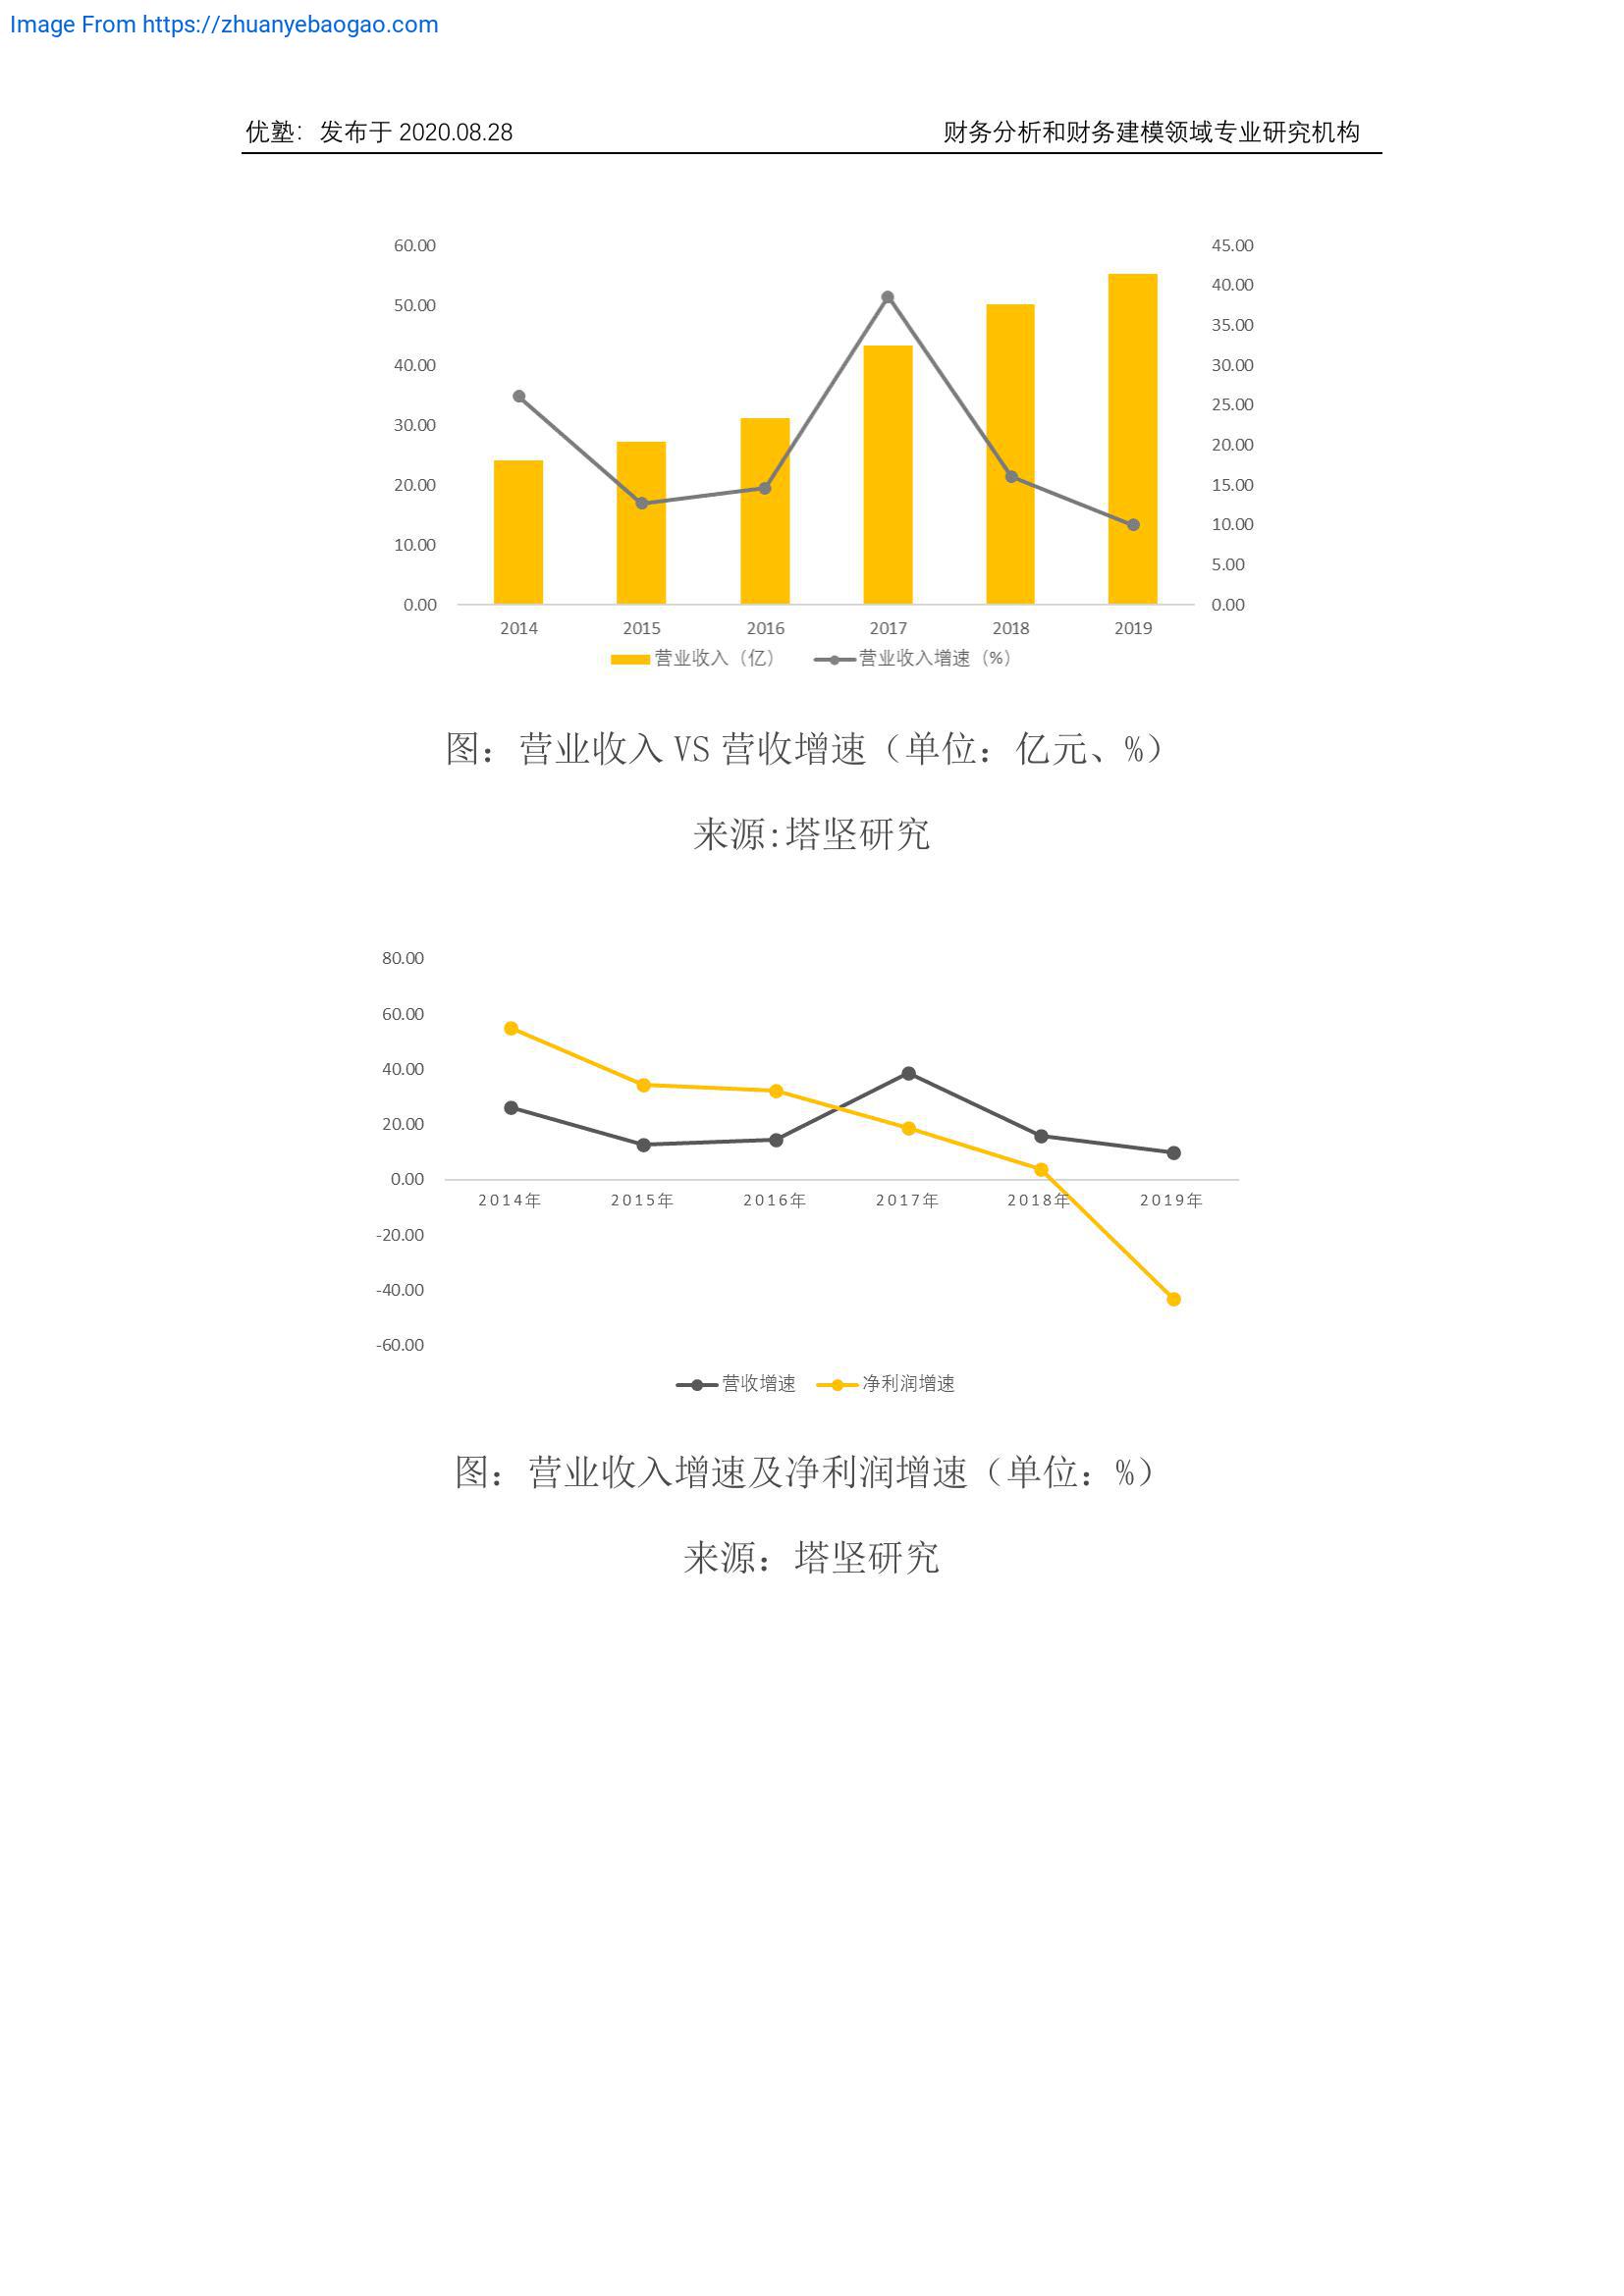 Image From https://zhuanyebaogao.com
优塾：发布于 2020.08.28 财务分析和财务建模领域专业研究机构
60.00 45.00
40.00
50.00 35.00
40.00 30.00
25.00
30.00
20.00
20.00 15.00
10.00 10.00
5.00
0.00 0.00
2014 2015 2016 2017 2018 2019
营业收入（亿） 营业收入增速（%）
图：营业收入 VS 营收增速（单位：亿元、%）
来源:塔坚研究
80.00
60.00
40.00
20.00
0.00
2014年 2015年 2016年 2017年 2018年 2019年
-20.00
-40.00
-60.00
营收增速 净利润增速
图：营业收入增速及净利润增速（单位：%）
来源：塔坚研究